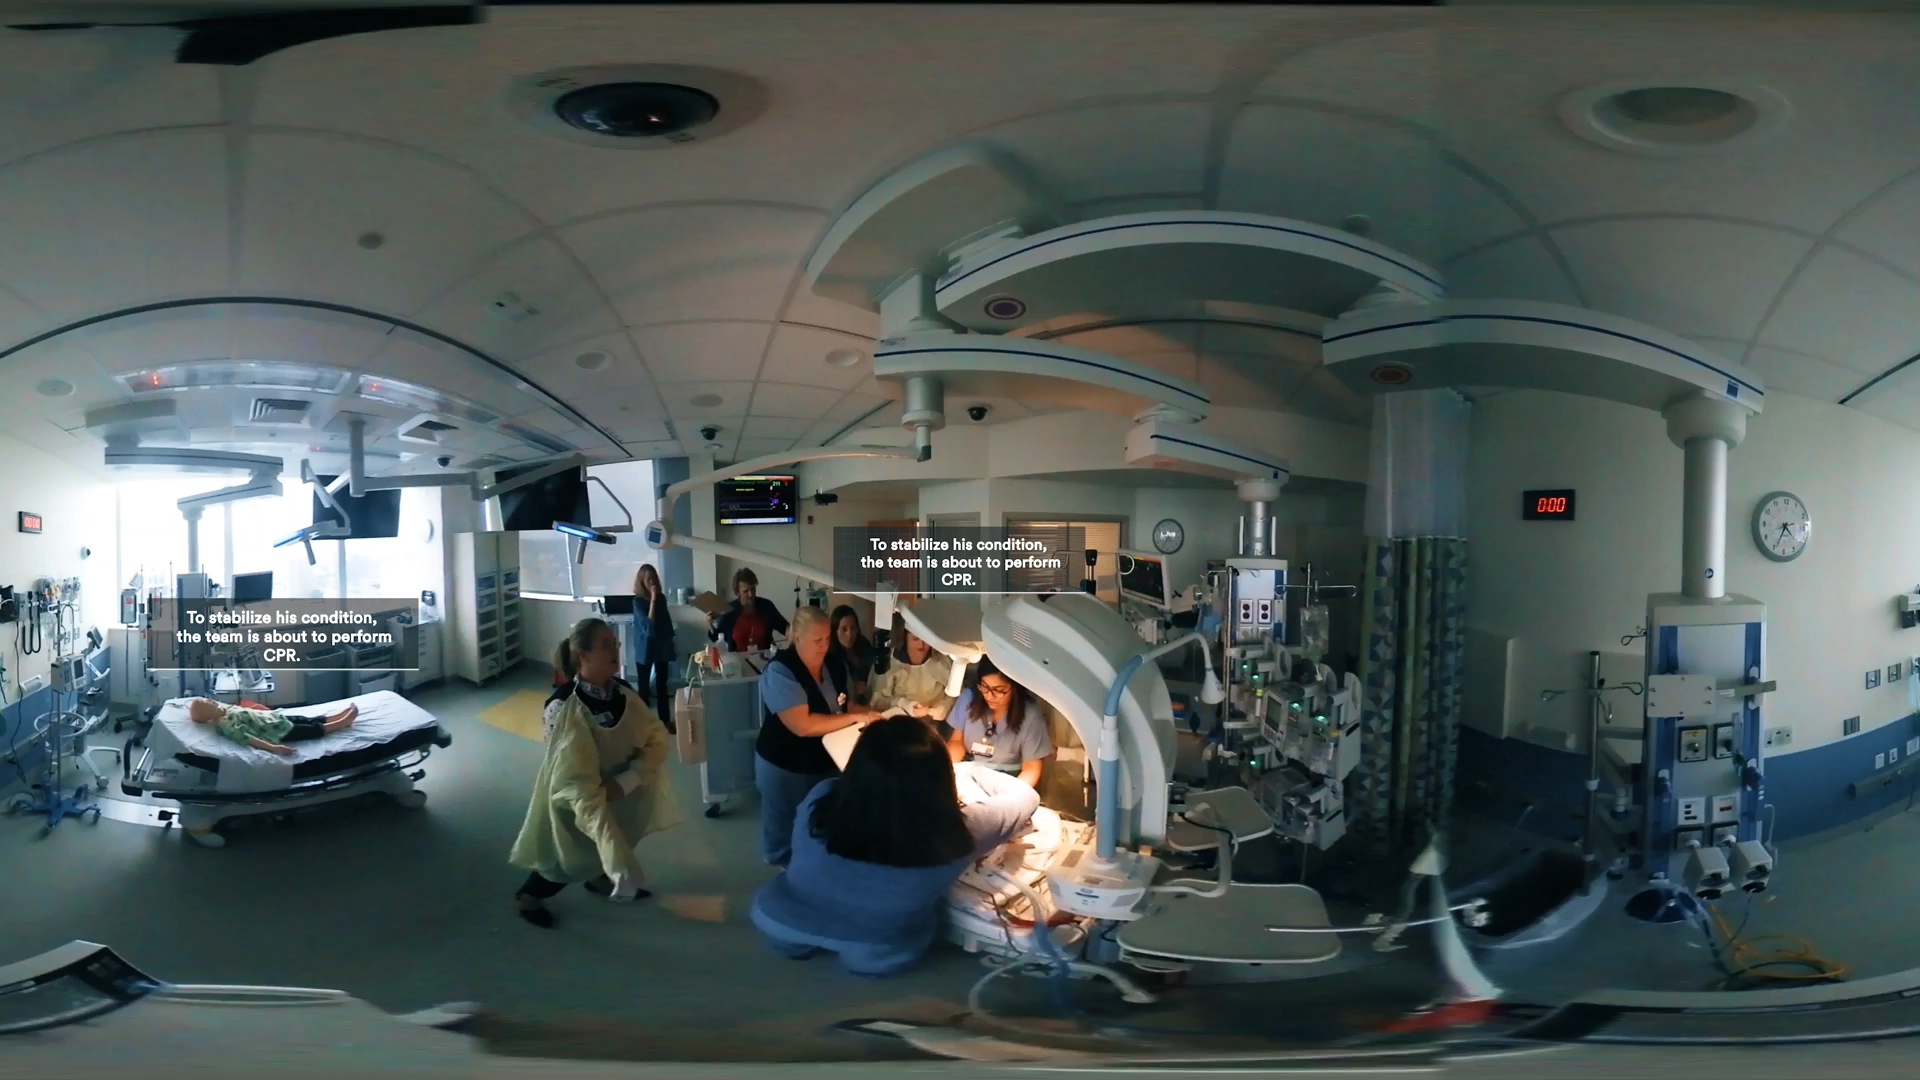 To stabilize his condition,
the team is about to perform
CPR.
To stabilize his condition,
the team is about to perform
CPR.
0:00